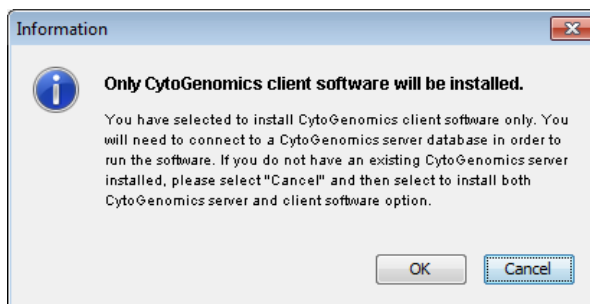 Information
Only CytoGenomics client software will be installed.
You have selected to install CytoGenomics client software only. You
will need to connect to a CytoGenomics server database in order to
run the software. If you do not have an existing CytoGenomics server
installed, please select "Cancel" and then select to install both
CytoGenomics server and client software option.
OK Cancel